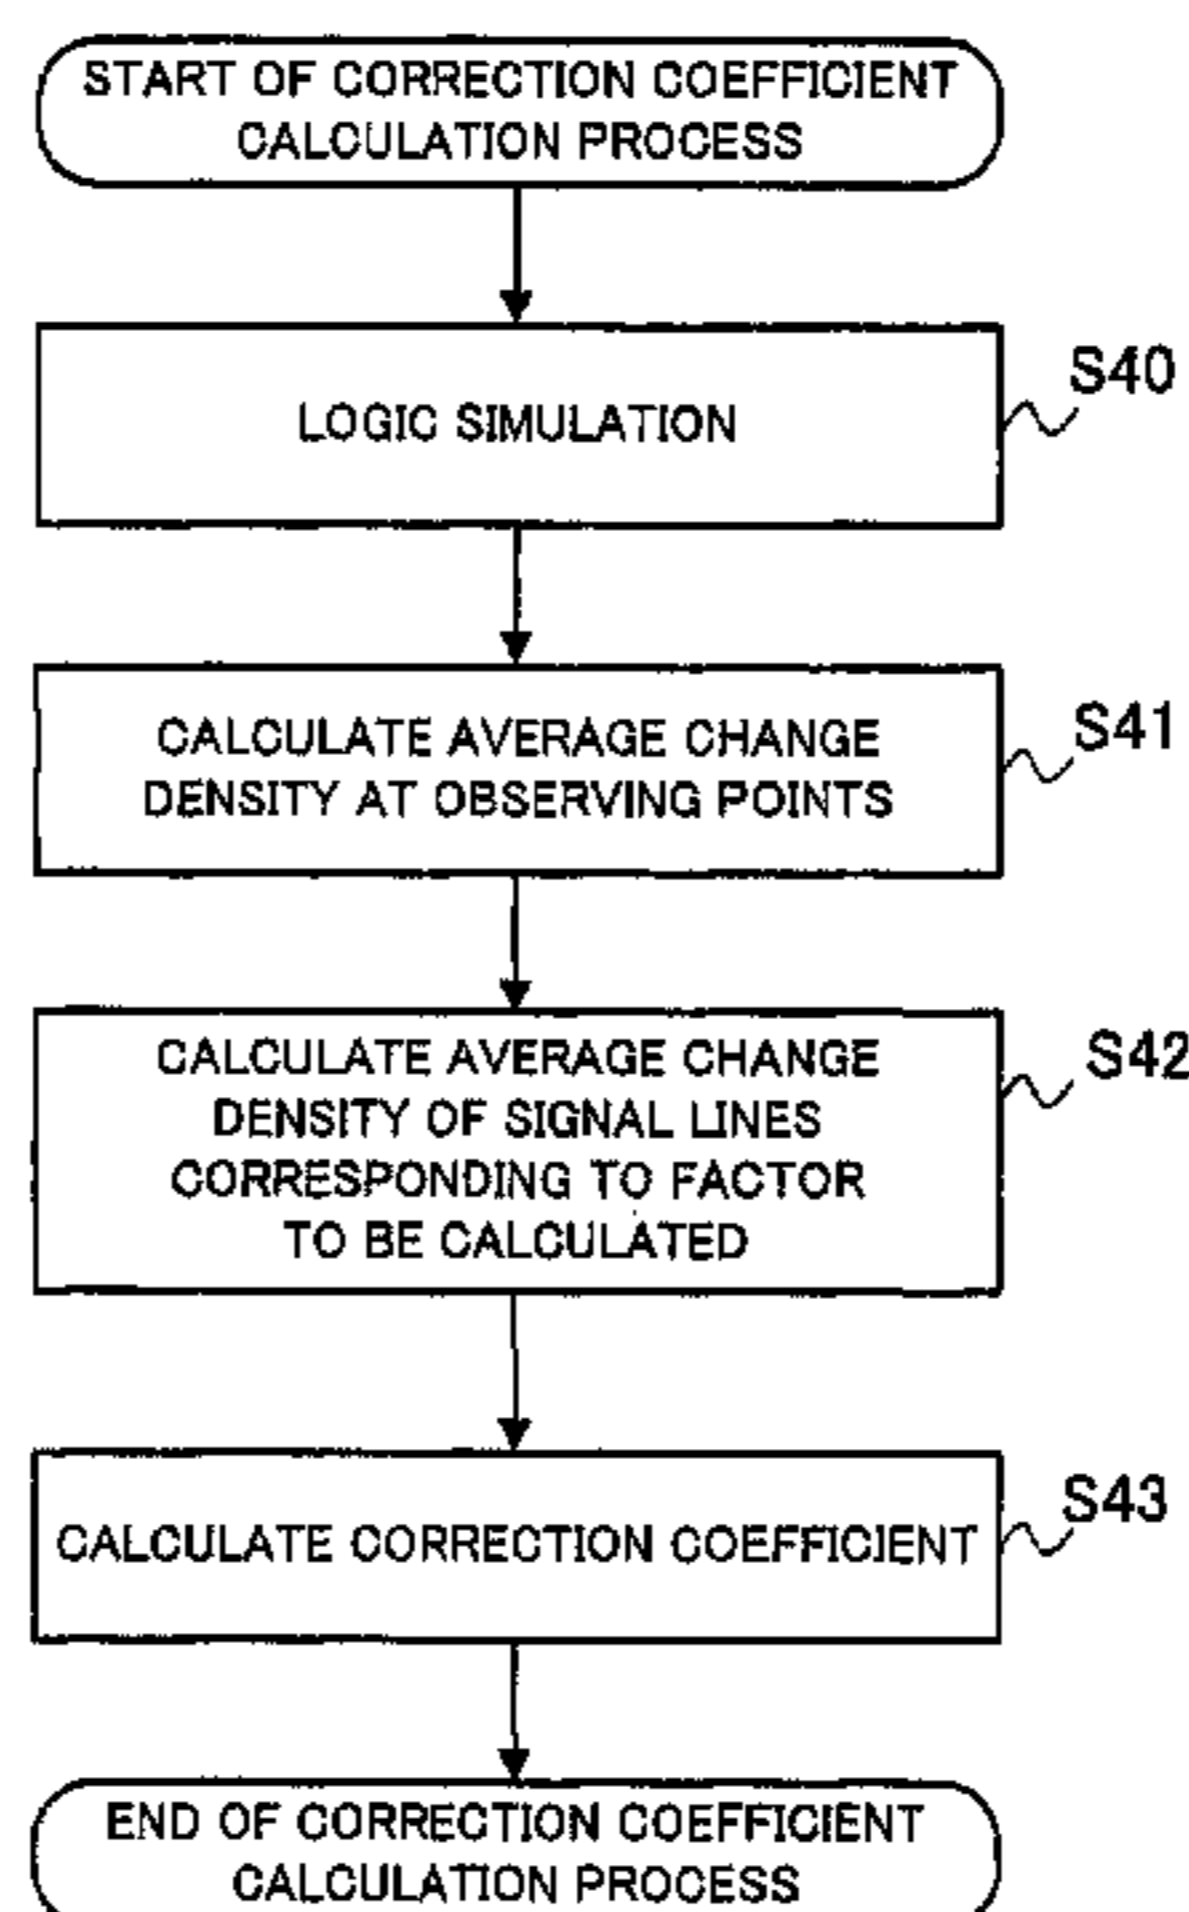 START OF CORRECTION COEFFICIENT
CALCULATION PROCESS
S40
LOGIC SIMULATION
S41
CALCULATE AVERAGE CHANGE
DENSITY AT OBSERVING POINTS
S42
CALCULATE AVERAGE CHANGE
DENSITY OF SIGNAL LINES
CORRESPONDING TO FACTOR
TO BE CALCULATED
S43
CALCULATE CORRECTION COEFFICIENT
END OF CORRECTION COEFFICIENT
CALCULATION PROCESS